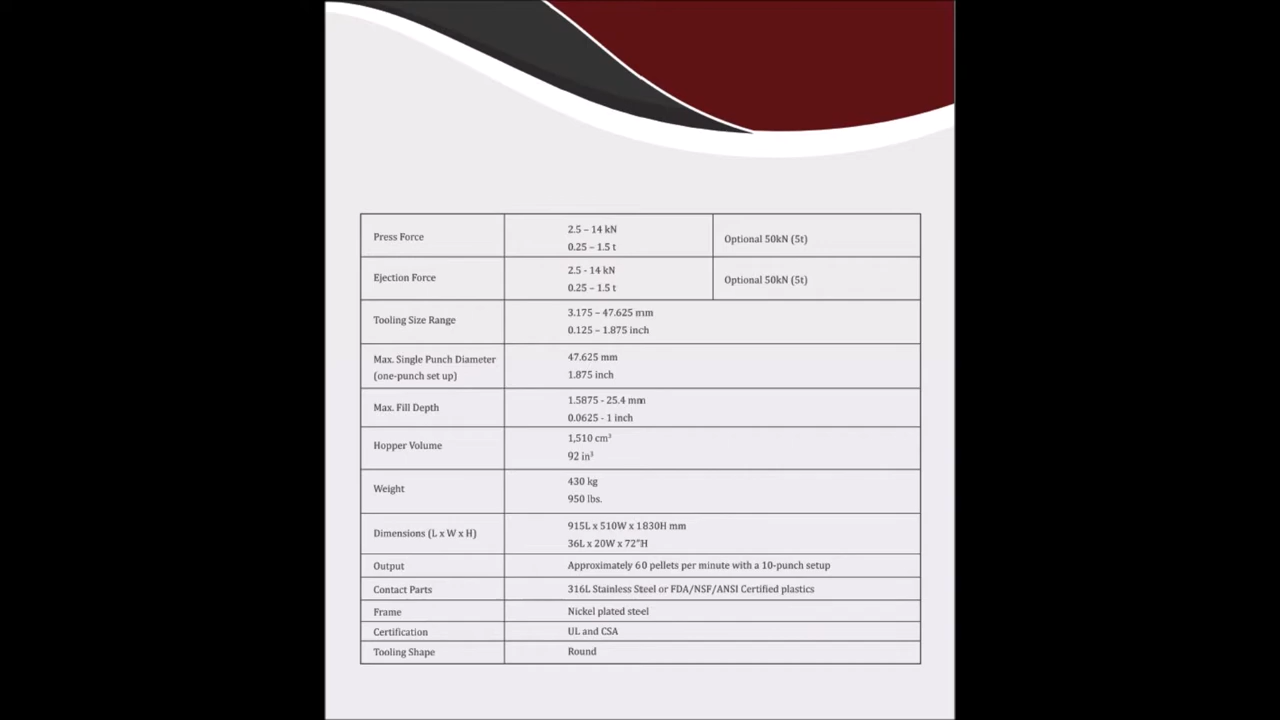 Press Force
2.5 – 14 kN
0.25 – 1.5 t
Optional 50kN (5t)
Ejection Force
2.5 - 14 kN
0.25 – 1.5 t
Optional 50kN (5t)
Tooling Size Range
3.175 – 47.625 mm
0.125 – 1.875 inch
Max. Single Punch Diameter
(one-punch set up)
47.625 mm
1.875 inch
Max. Fill Depth
1.5875 - 25.4 mm
0.0625 - 1 inch
Hopper Volume
1,510 cm³
92 in³
Weight
430 kg
950 lbs.
Dimensions (L x W x H)
915L x 510W x 1830H mm
36L x 20W x 72"H
Output
Approximately 60 pellets per minute with a 10-punch setup
Contact Parts
316L Stainless Steel or FDA/NSF/ANSI Certified plastics
Frame
Nickel plated steel
Certification
UL and CSA
Tooling Shape
Round